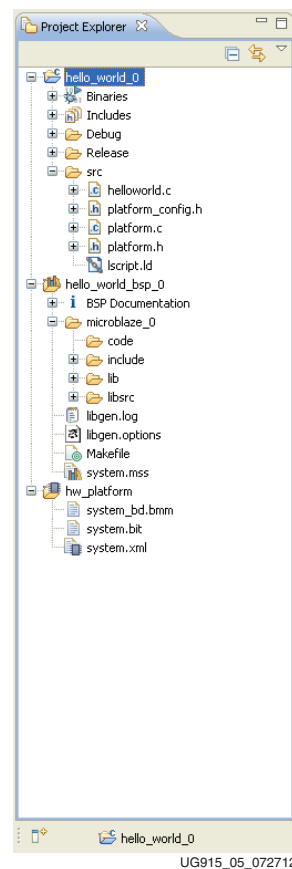 Project Explorer
hello_world_0
Binaries
Includes
Debug
Release
src
helloworld.c
platform_config.h
platform.c
platform.h
lscript.ld
hello_world_bsp_0
BSP Documentation
microblaze_0
code
include
lib
libsrc
libgen.log
libgen.options
Makefile
system.mss
hw_platform
system_bd.bmm
system.bit
system.xml
hello_world_0
UG915_05_072712